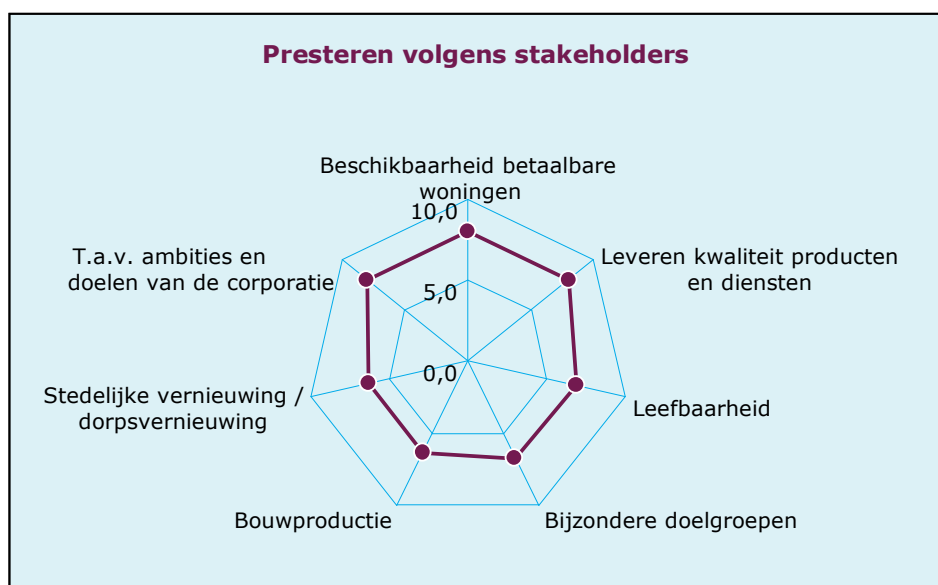 Presteren volgens stakeholders
Beschikbaarheid betaalbare
woningen
10,0
T.a.v. ambities en
doelen van de corporatie
Leveren kwaliteit producten
en diensten
5,0
0,0
Stedelijke vernieuwing /
dorpsvernieuwing
Leefbaarheid
Bouwproductie
Bijzondere doelgroepen